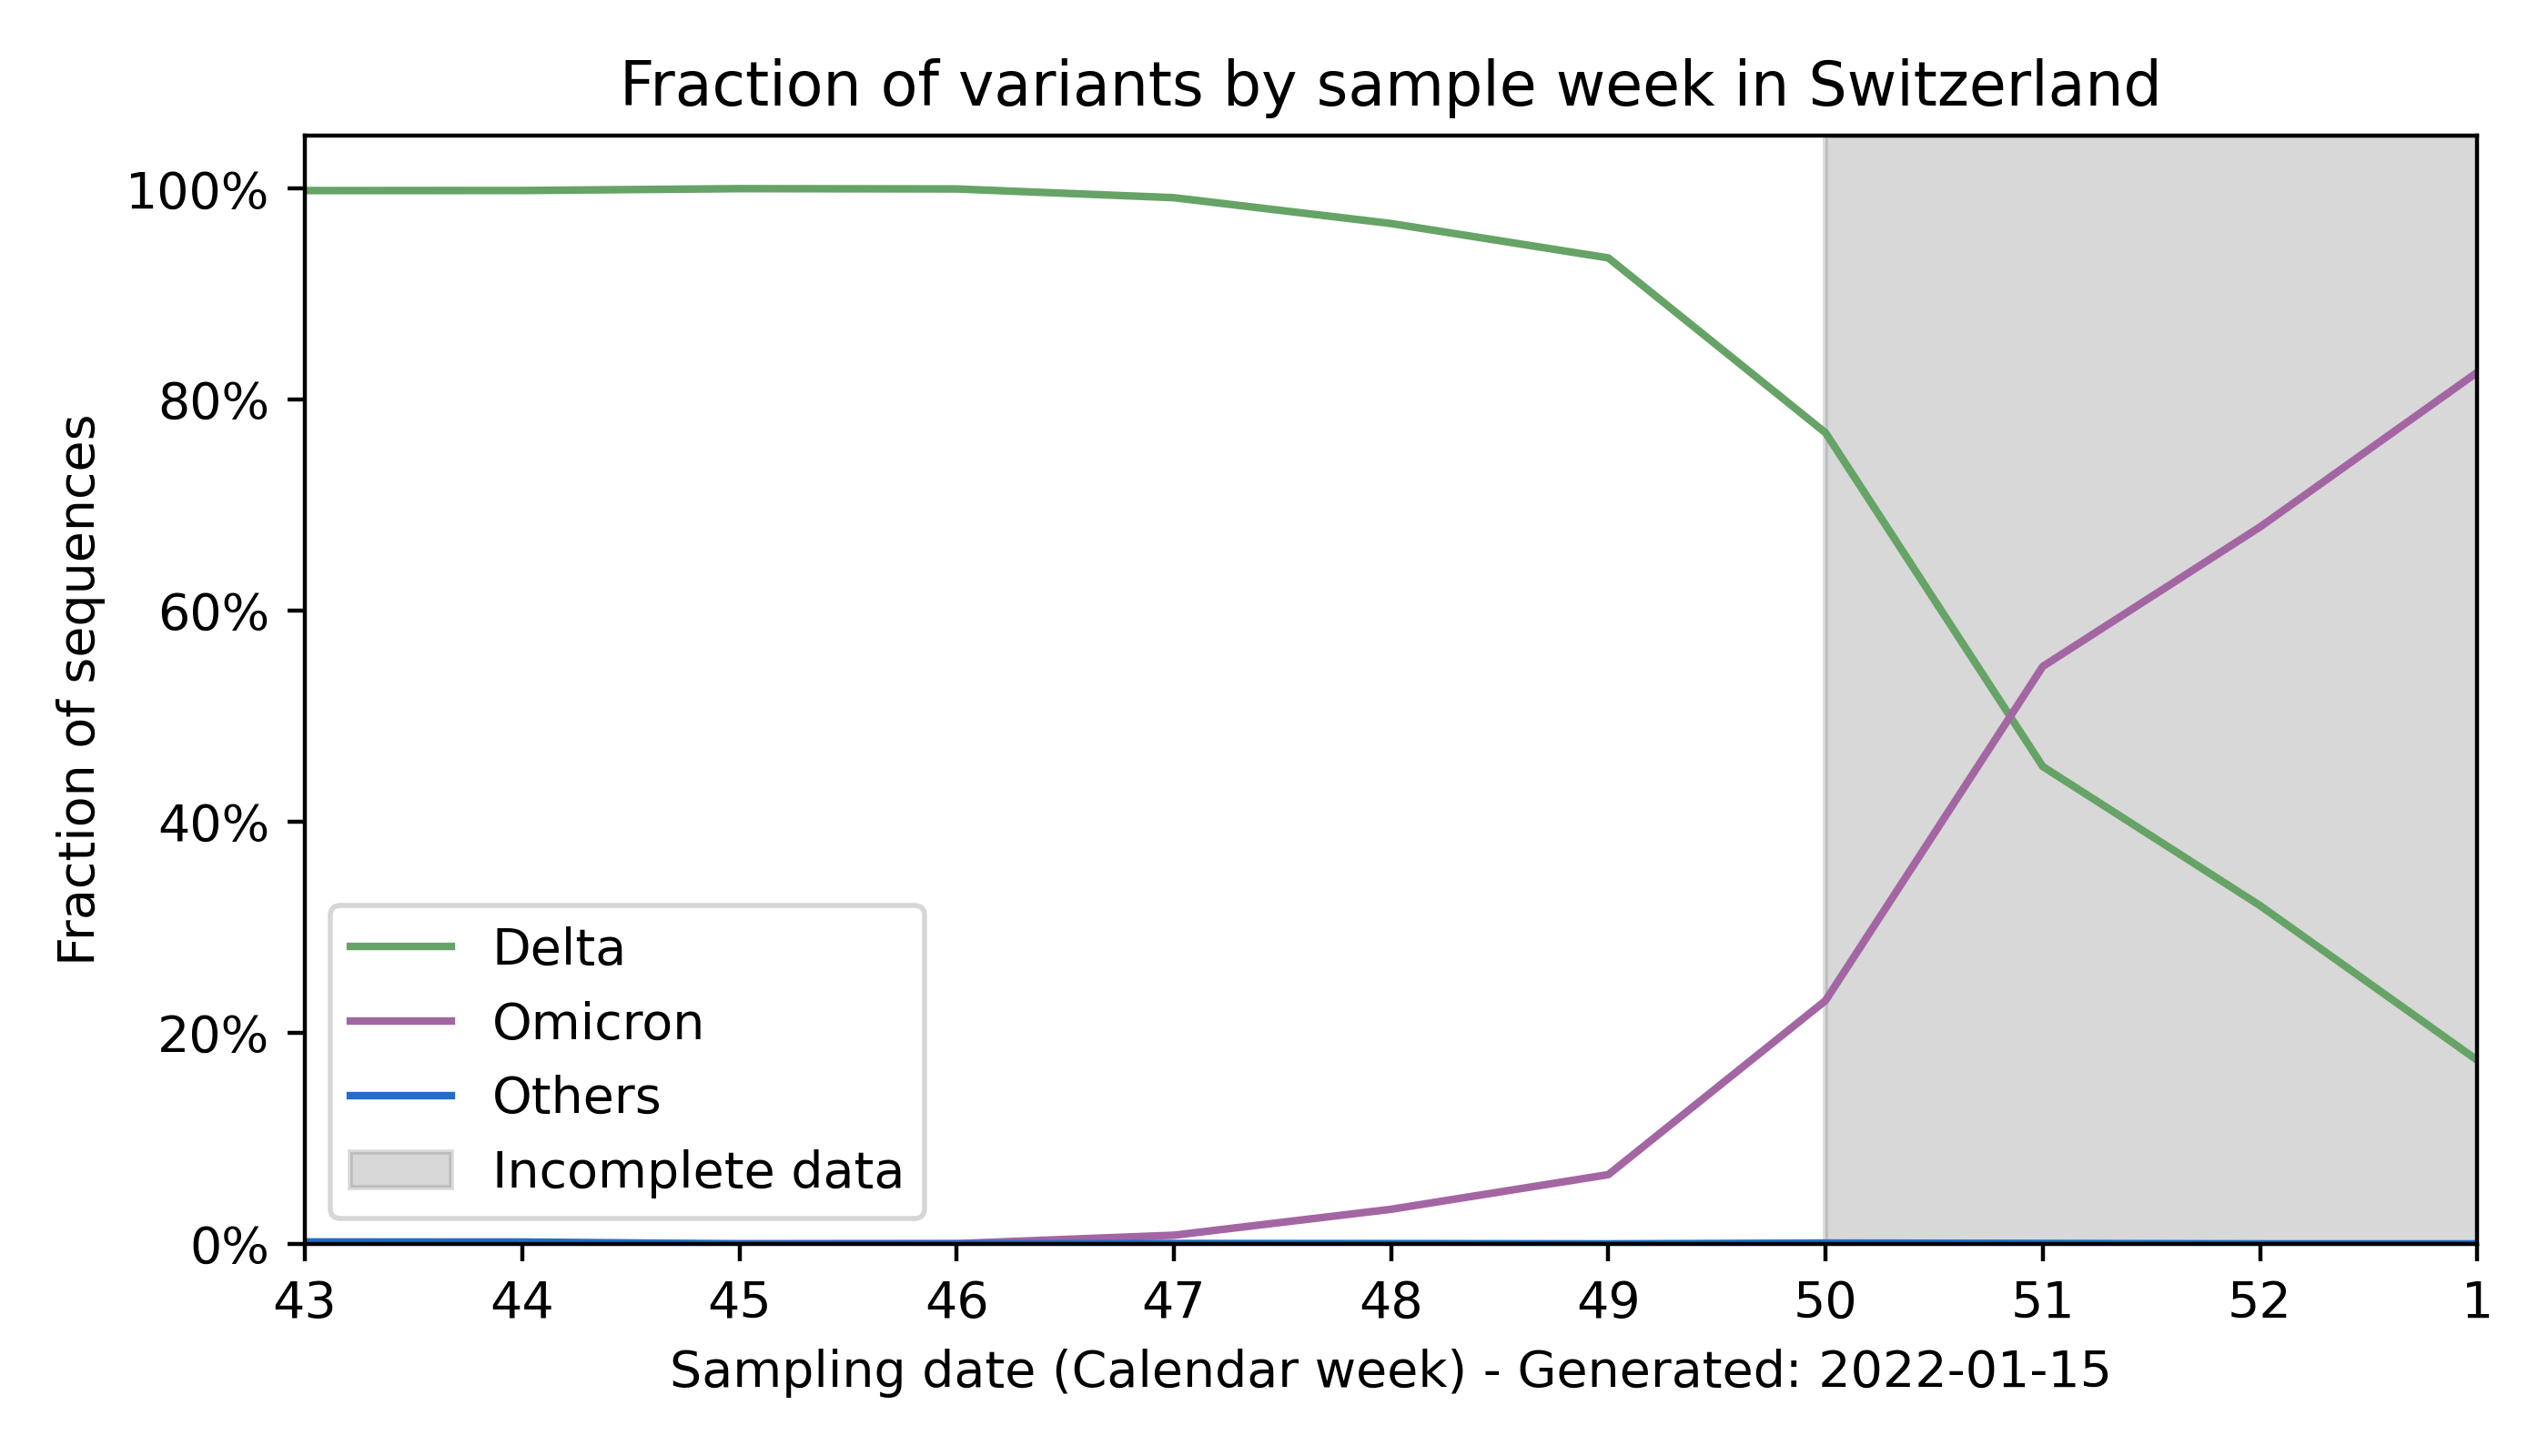 Fraction of variants by sample week in Switzerland
Fraction of sequences
100%
80%
60%
40%
20%
0%
Delta
Omicron
Others
Incomplete data
43 44 45 46 47 48 49 50 51 52 1
Sampling date (Calendar week) - Generated: 2022-01-15